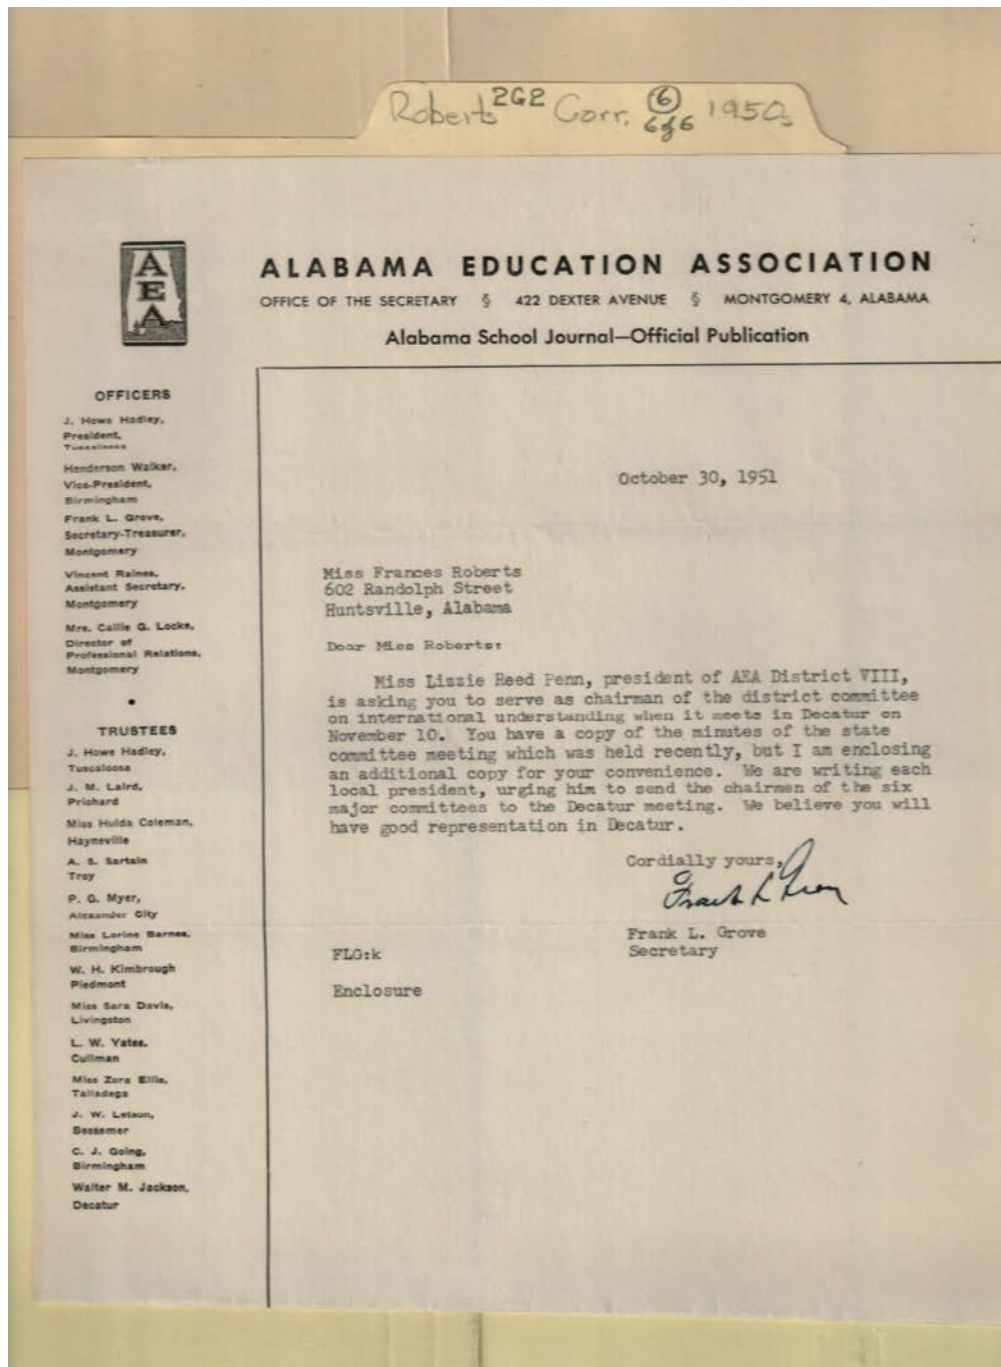 Roberts 2G2 Corr. 6 1950s
6 of 6
AEA
ALABAMA EDUCATION ASSOCIATION
OFFICE OF THE SECRETARY § 422 DEXTER AVENUE § MONTGOMERY 4, ALABAMA
Alabama School Journal—Official Publication
OFFICERS
J. Howe Hadley,
President,
Tuscaloosa
Henderson Walker,
Vice-President,
Birmingham
Frank L. Grove,
Secretary-Treasurer,
Montgomery
Vincent Raines,
Assistant Secretary,
Montgomery
Mrs. Callie G. Locke,
Director of
Professional Relations,
Montgomery
TRUSTEES
J. Howe Hadley,
Tuscaloosa
J. M. Laird,
Prichard
Miss Hulda Coleman,
Hayneville
A. S. Sartain
Troy
P. G. Myer,
Alexander City
Miss Lorine Barnes,
Birmingham
W. H. Kimbrough
Piedmont
Miss Sara Davis,
Livingston
L. W. Yates,
Cullman
Miss Zora Ellis,
Talladega
J. W. Letson,
Bessemer
C. J. Going,
Birmingham
Walter M. Jackson,
Decatur
October 30, 1951
Miss Frances Roberts
602 Randolph Street
Huntsville, Alabama
Dear Miss Roberts:
Miss Lizzie Reed Penn, president of AEA District VIII,
is asking you to serve as chairman of the district committee
on international understanding when it meets in Decatur on
November 10. You have a copy of the minutes of the state
committee meeting which was held recently, but I am enclosing
an additional copy for your convenience. We are writing each
local president, urging him to send the chairmen of the six
major committees to the Decatur meeting. We believe you will
have good representation in Decatur.
Cordially yours,
Frank L Grove
Frank L. Grove
Secretary
FLG:k
Enclosure